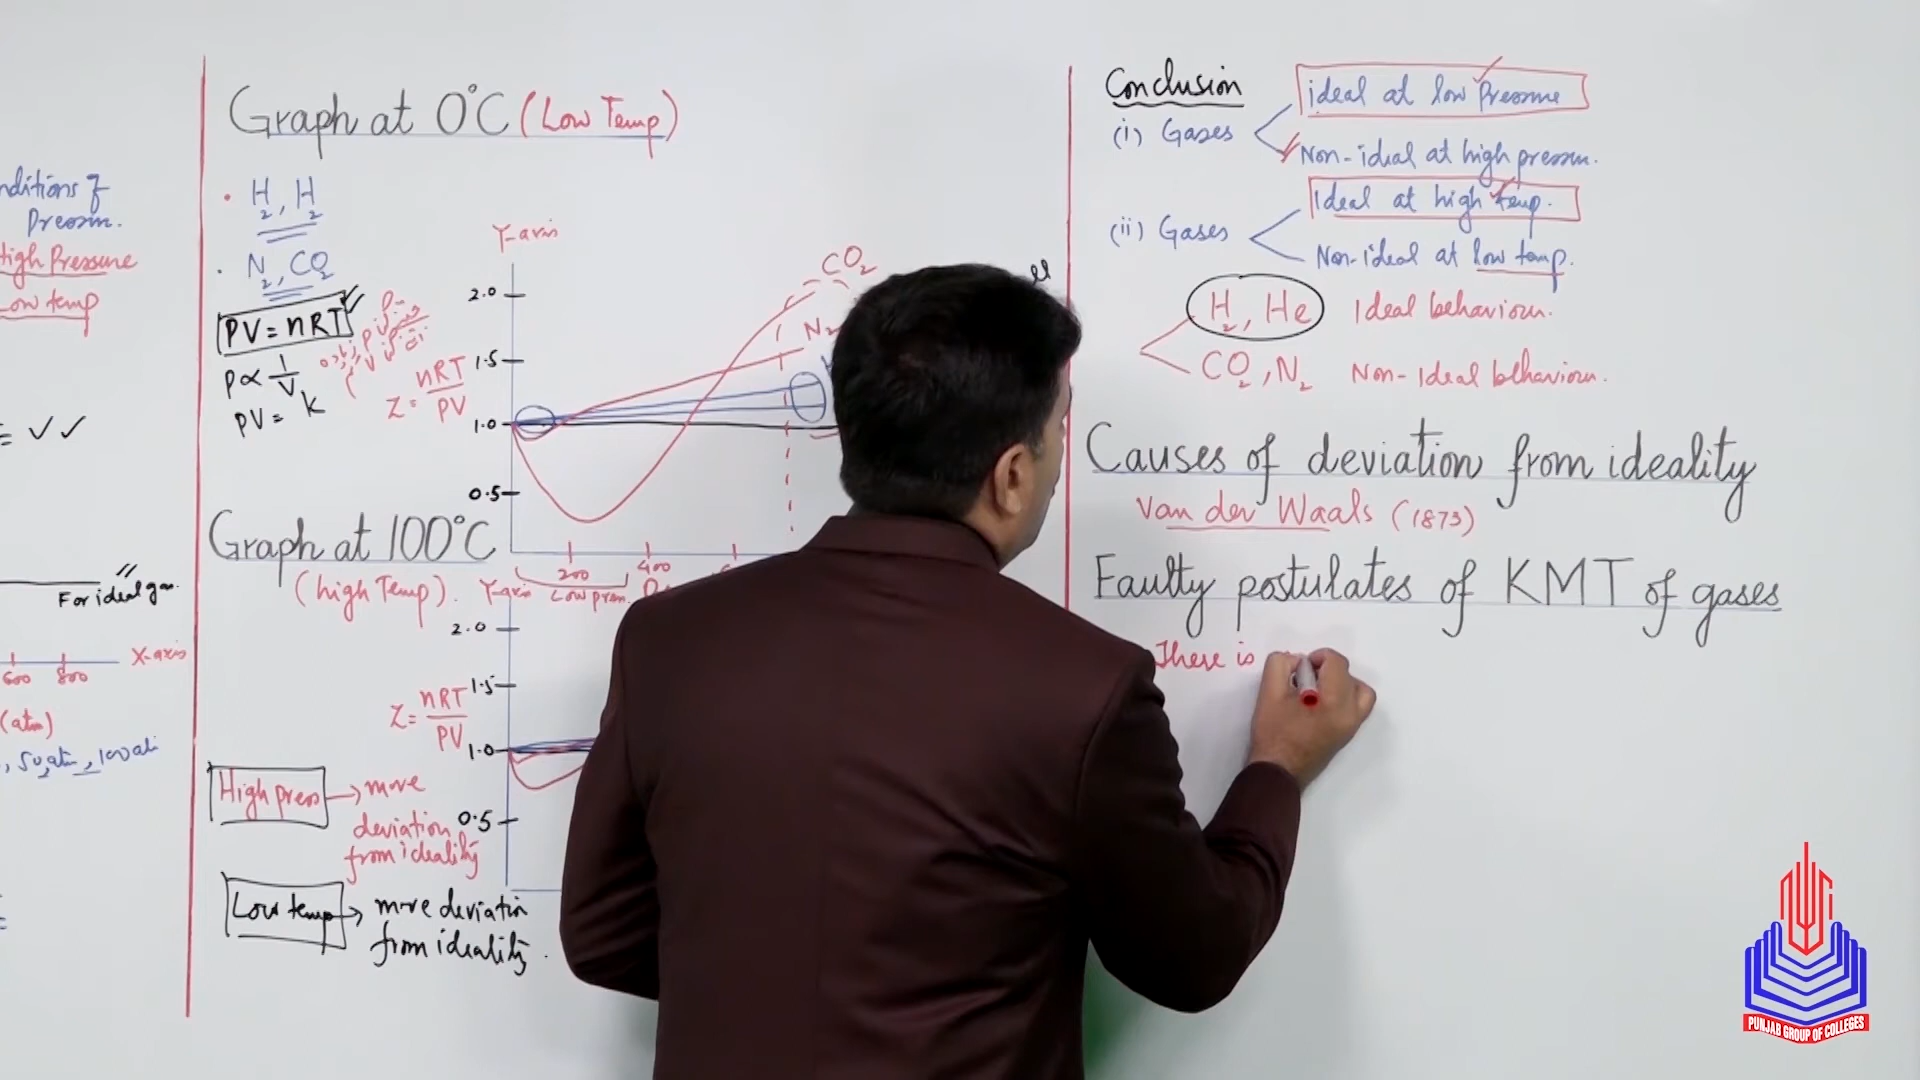 nditions of
Pressure.
High Pressure
Low temp
= ✓✓
For ideal gas.
600 800 X-axis
(atm)
, 50 atm, 100 at
Graph at 0°C (Low Temp)
• H₂, H₂
• N₂, CO₂
PV = nRT
P ∝ 1/V
PV = K
Y-axis
2.0
1.5
1.0
0.5
Z = nRT/PV
CO₂
N₂
200 400
Low pres.
Graph at 100°C
(high Temp).
Y-axis
2.0
1.5
1.0
0.5
Z = nRT/PV
High press → more
deviation
from ideality
Low temp → more deviation
from ideality.
Conclusion
(i) Gases
ideal at low Pressure
Non-ideal at high pressure.
(ii) Gases
Ideal at high temp.
Non-ideal at low temp.
H₂, He Ideal behaviour.
CO₂, N₂ Non-Ideal behaviour.
Causes of deviation from ideality
Van der Waals (1873)
Faulty postulates of KMT of gases
There is
PUNJAB GROUP OF COLLEGES